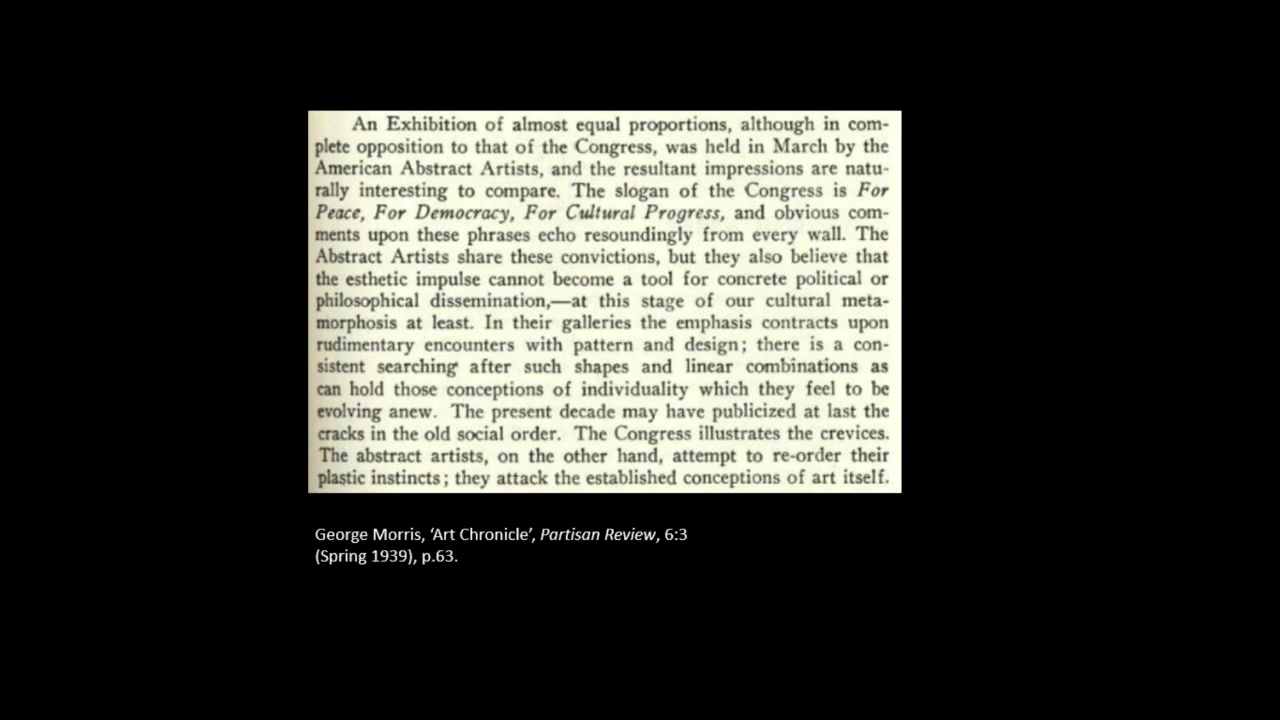 An Exhibition of almost equal proportions, although in com-
plete opposition to that of the Congress, was held in March by the
American Abstract Artists, and the resultant impressions are natu-
rally interesting to compare. The slogan of the Congress is For
Peace, For Democracy, For Cultural Progress, and obvious com-
ments upon these phrases echo resoundingly from every wall. The
Abstract Artists share these convictions, but they also believe that
the esthetic impulse cannot become a tool for concrete political or
philosophical dissemination,—at this stage of our cultural meta-
morphosis at least. In their galleries the emphasis contracts upon
rudimentary encounters with pattern and design; there is a con-
sistent searching after such shapes and linear combinations as
can hold those conceptions of individuality which they feel to be
evolving anew. The present decade may have publicized at last the
cracks in the old social order. The Congress illustrates the crevices.
The abstract artists, on the other hand, attempt to re-order their
plastic instincts; they attack the established conceptions of art itself.
George Morris, ‘Art Chronicle’, Partisan Review, 6:3
(Spring 1939), p.63.